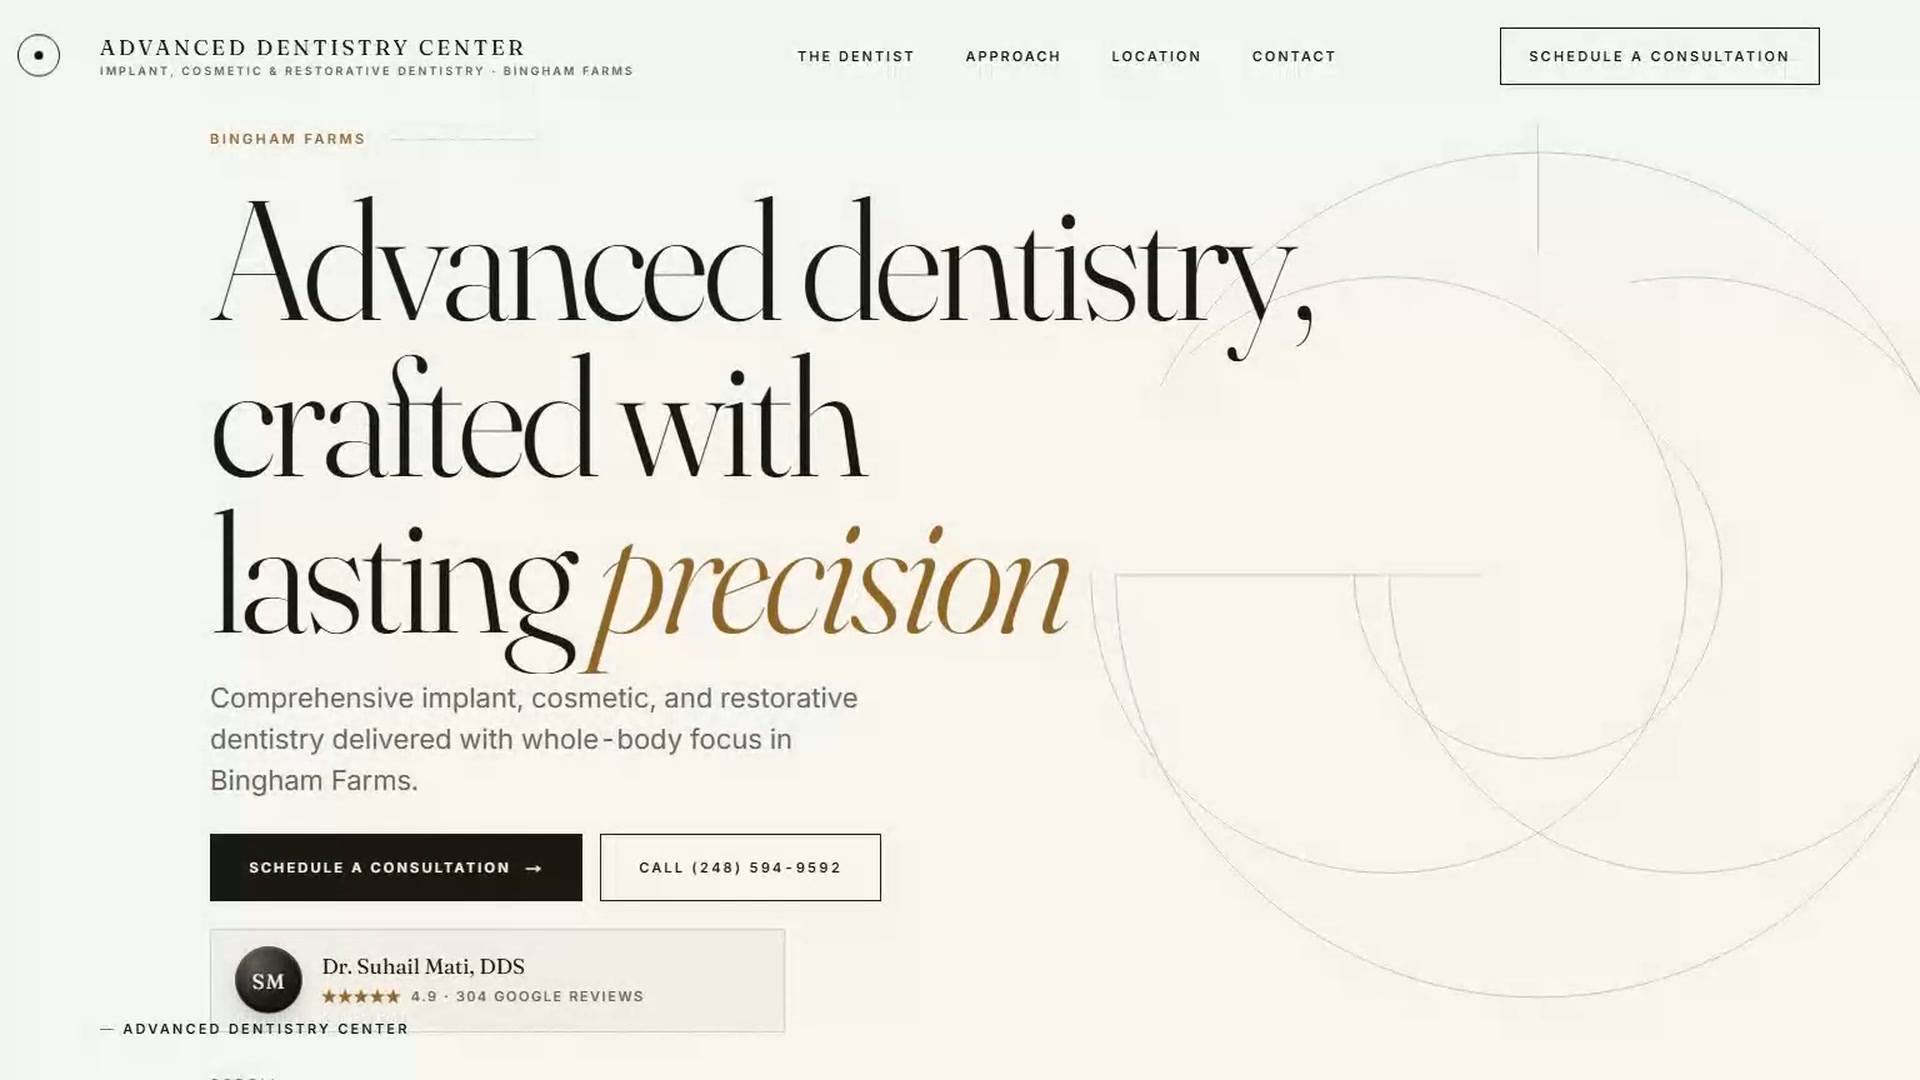 ADVANCED DENTISTRY CENTER
IMPLANT, COSMETIC & RESTORATIVE DENTISTRY · BINGHAM FARMS
THE DENTIST
APPROACH
LOCATION
CONTACT
SCHEDULE A CONSULTATION
BINGHAM FARMS
Advanced dentistry,
crafted with
lasting precision
Comprehensive implant, cosmetic, and restorative
dentistry delivered with whole-body focus in
Bingham Farms.
SCHEDULE A CONSULTATION →
CALL (248) 594-9592
SM
Dr. Suhail Mati, DDS
★★★★★ 4.9 · 304 GOOGLE REVIEWS
— ADVANCED DENTISTRY CENTER